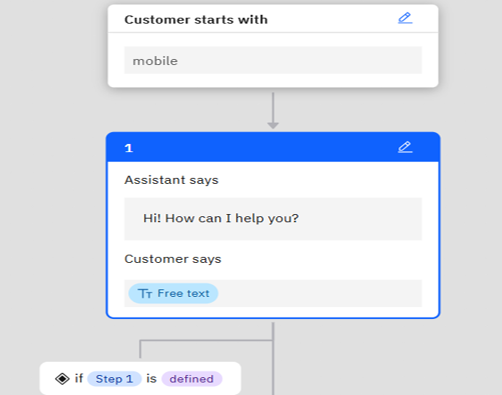 Customer starts with
mobile
1
Assistant says
Hi! How can I help you?
Customer says
Free text
if Step 1 is defined